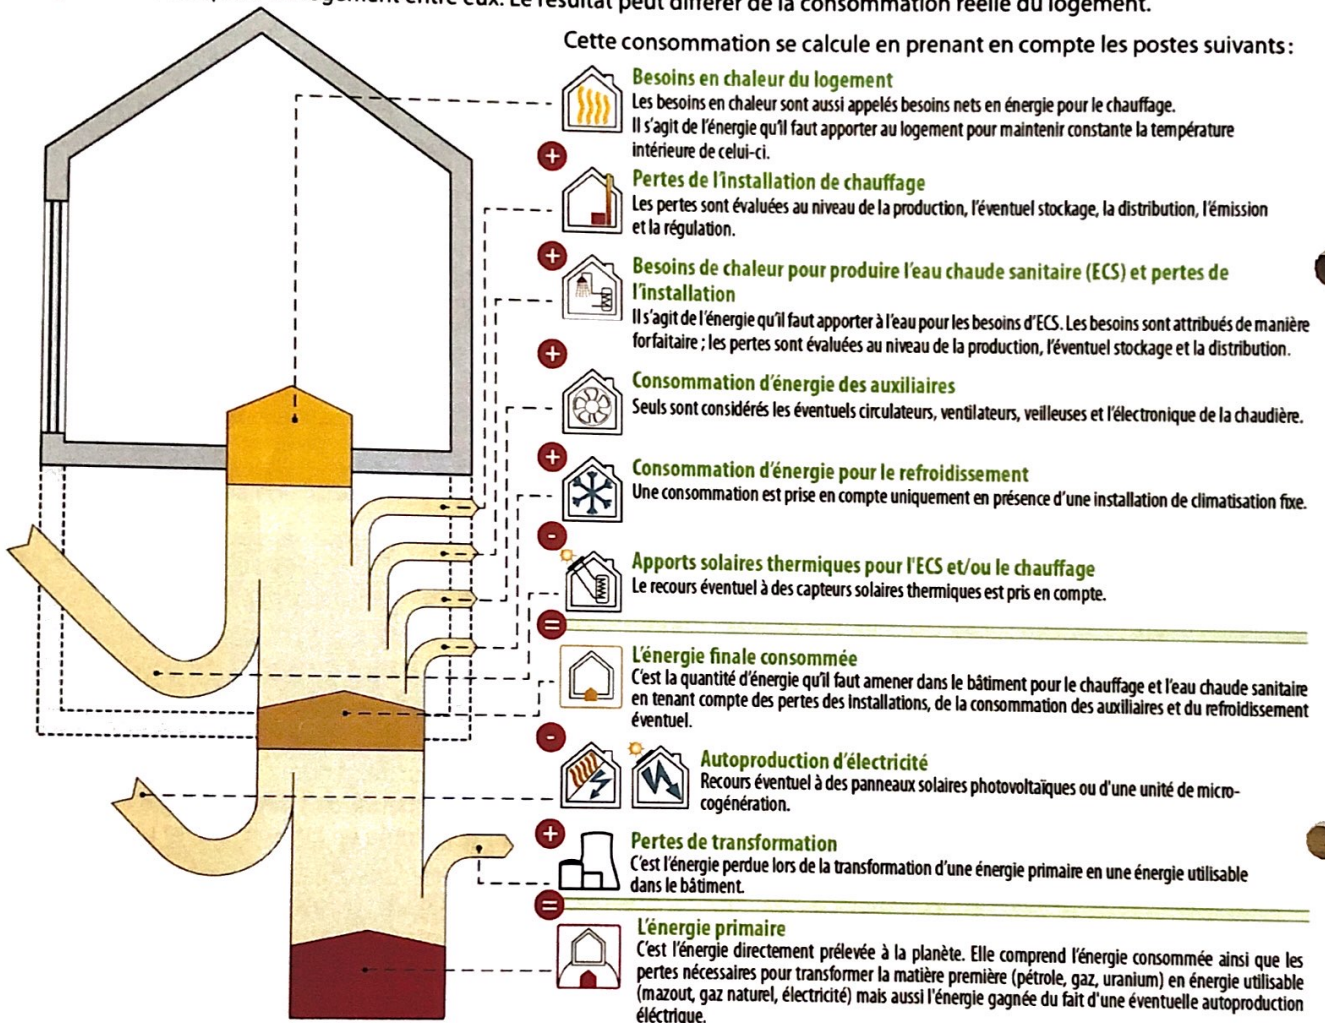 logement entre eux. Le résultat peut différer de la consommation réelle du logement.
Cette consommation se calcule en prenant en compte les postes suivants :
Besoins en chaleur du logement
Les besoins en chaleur sont aussi appelés besoins nets en énergie pour le chauffage.
Il s'agit de l'énergie qu'il faut apporter au logement pour maintenir constante la température
intérieure de celui-ci.
+
Pertes de l'installation de chauffage
Les pertes sont évaluées au niveau de la production, l'éventuel stockage, la distribution, l'émission
et la régulation.
+
Besoins de chaleur pour produire l'eau chaude sanitaire (ECS) et pertes de
l'installation
Il s'agit de l'énergie qu'il faut apporter à l'eau pour les besoins d'ECS. Les besoins sont attribués de manière
forfaitaire ; les pertes sont évaluées au niveau de la production, l'éventuel stockage et la distribution.
+
Consommation d'énergie des auxiliaires
Seuls sont considérés les éventuels circulateurs, ventilateurs, veilleuses et l'électronique de la chaudière.
+
Consommation d'énergie pour le refroidissement
Une consommation est prise en compte uniquement en présence d'une installation de climatisation fixe.
-
Apports solaires thermiques pour l'ECS et/ou le chauffage
Le recours éventuel à des capteurs solaires thermiques est pris en compte.
=
L'énergie finale consommée
C'est la quantité d'énergie qu'il faut amener dans le bâtiment pour le chauffage et l'eau chaude sanitaire
en tenant compte des pertes des installations, de la consommation des auxiliaires et du refroidissement
éventuel.
-
Autoproduction d'électricité
Recours éventuel à des panneaux solaires photovoltaïques ou d'une unité de micro-
cogénération.
+
Pertes de transformation
C'est l'énergie perdue lors de la transformation d'une énergie primaire en une énergie utilisable
dans le bâtiment.
=
L'énergie primaire
C'est l'énergie directement prélevée à la planète. Elle comprend l'énergie consommée ainsi que les
pertes nécessaires pour transformer la matière première (pétrole, gaz, uranium) en énergie utilisable
(mazout, gaz naturel, électricité) mais aussi l'énergie gagnée du fait d'une éventuelle autoproduction
éléctrique.